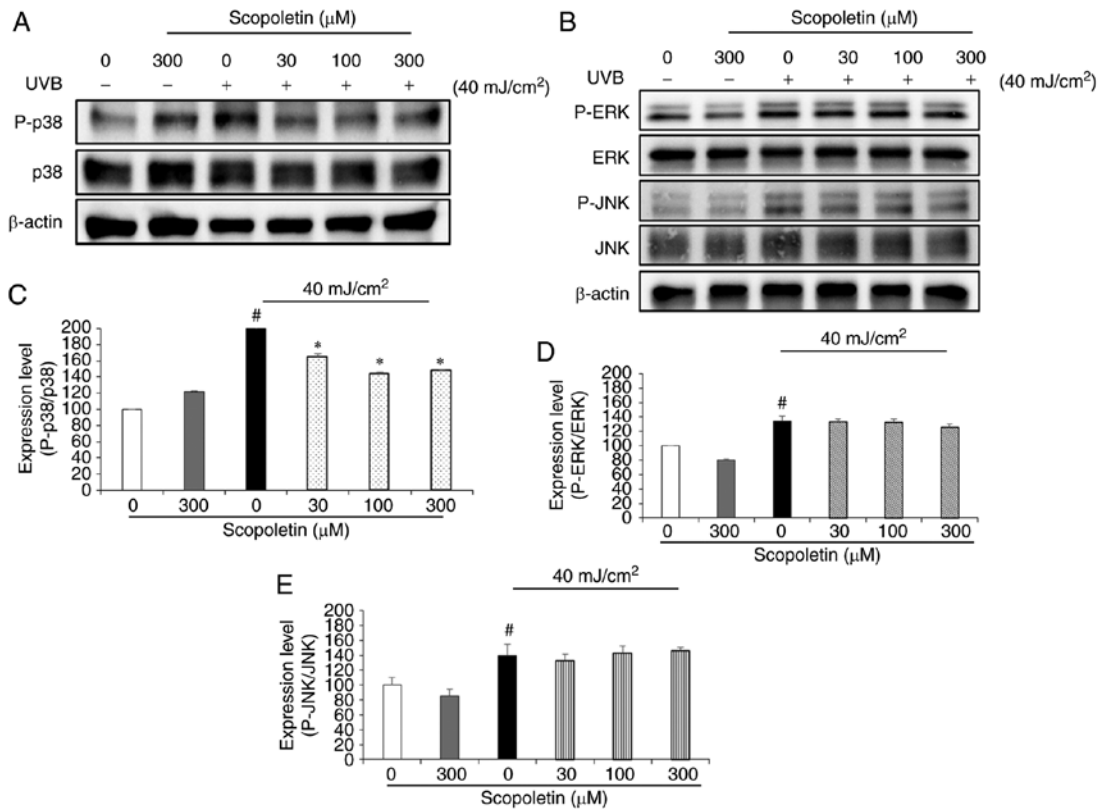 A
Scopoletin (μM)
0 300 0 30 100 300
UVB – – + + + + (40 mJ/cm2)
P-p38
p38
β-actin
B
Scopoletin (μM)
0 300 0 30 100 300
UVB – – + + + + (40 mJ/cm2)
P-ERK
ERK
P-JNK
JNK
β-actin
C
40 mJ/cm2
Expression level
(P-p38/p38)
200
180
160
140
120
100
80
60
40
20
0
#
*
*
*
0 300 0 30 100 300
Scopoletin (μM)
D
40 mJ/cm2
Expression level
(P-ERK/ERK)
200
180
160
140
120
100
80
60
40
20
0
#
0 300 0 30 100 300
Scopoletin (μM)
E
40 mJ/cm2
Expression level
(P-JNK/JNK)
200
180
160
140
120
100
80
60
40
20
0
#
0 300 0 30 100 300
Scopoletin (μM)